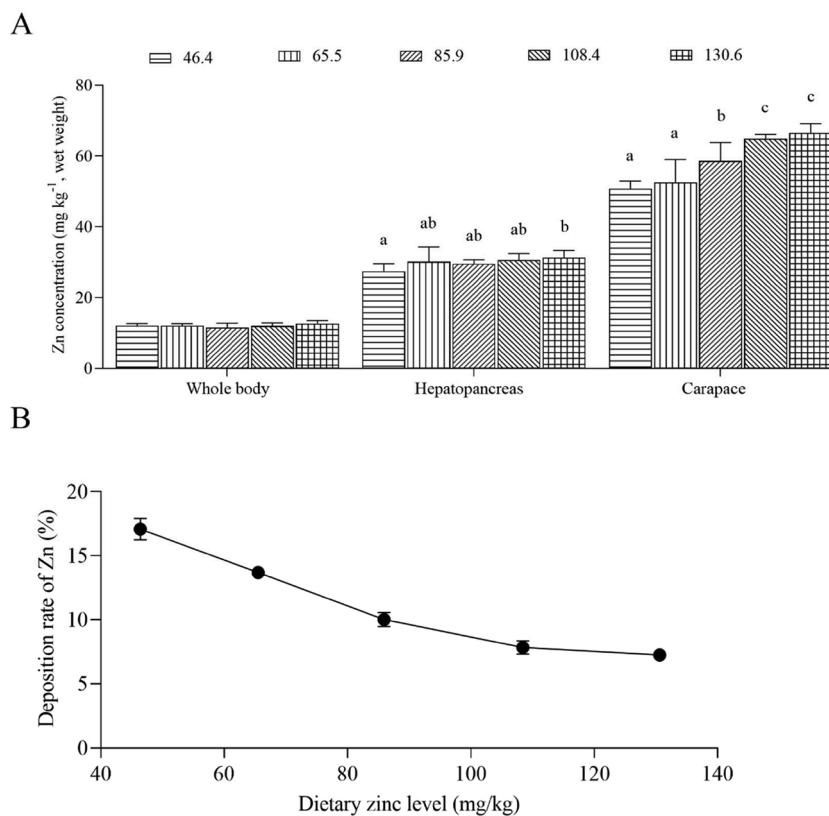 A
46.4 65.5 85.9 108.4 130.6
Zn concentration (mg kg⁻¹, wet weight)
80
60
40
20
0
a ab ab ab b
a a b c c
Whole body Hepatopancreas Carapace
B
Deposition rate of Zn (%)
20
15
10
5
0
40 60 80 100 120 140
Dietary zinc level (mg/kg)